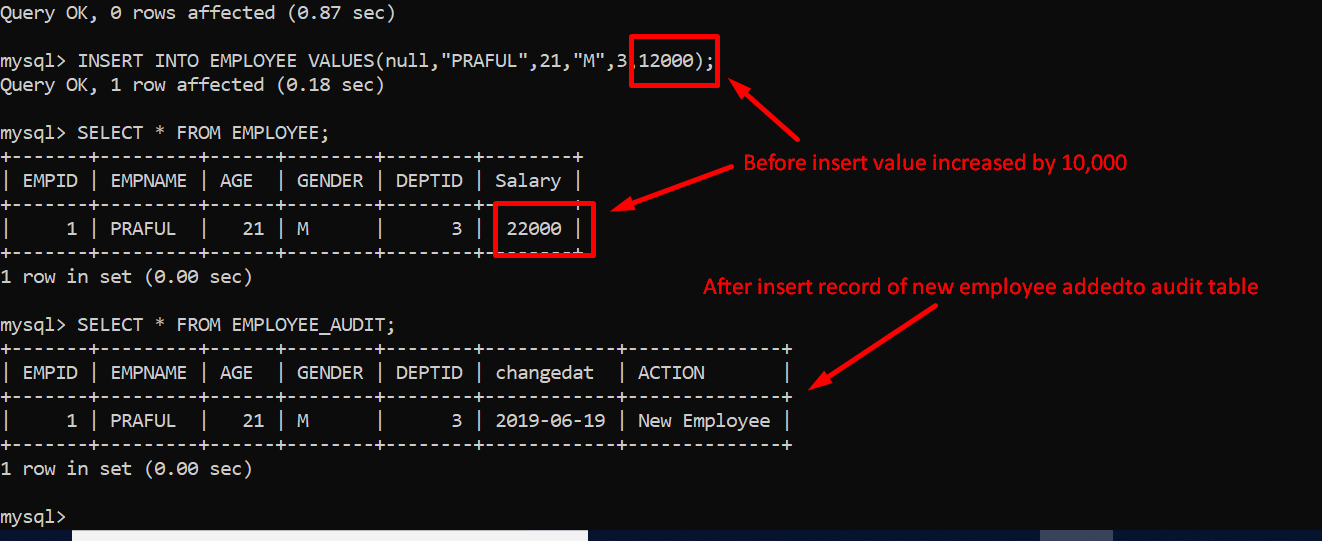 Query OK, 0 rows affected (0.87 sec)
mysql> INSERT INTO EMPLOYEE VALUES(null,"PRAFUL",21,"M",3,12000);
Query OK, 1 row affected (0.18 sec)
mysql> SELECT * FROM EMPLOYEE;
+-------+---------+------+--------+--------+--------+
| EMPID | EMPNAME | AGE  | GENDER | DEPTID | Salary |
+-------+---------+------+--------+--------+--------+
|     1 | PRAFUL  |   21 | M      |      3 |  22000 |
+-------+---------+------+--------+--------+--------+
1 row in set (0.00 sec)
Before insert value increased by 10,000
After insert record of new employee addedto audit table
mysql> SELECT * FROM EMPLOYEE_AUDIT;
+-------+---------+------+--------+--------+------------+--------------+
| EMPID | EMPNAME | AGE  | GENDER | DEPTID | changedat  | ACTION       |
+-------+---------+------+--------+--------+------------+--------------+
|     1 | PRAFUL  |   21 | M      |      3 | 2019-06-19 | New Employee |
+-------+---------+------+--------+--------+------------+--------------+
1 row in set (0.00 sec)
mysql>